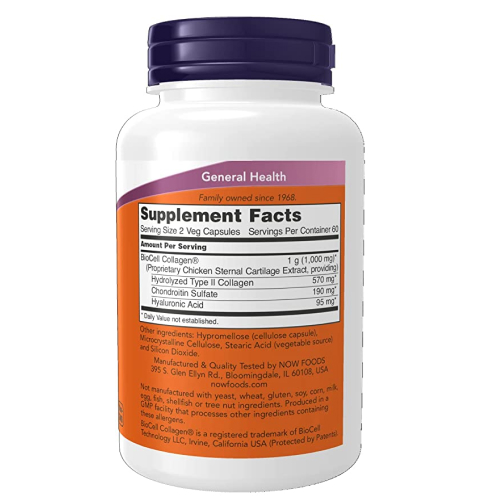 General Health
Family owned since 1968.
Supplement Facts
Serving Size 2 Veg Capsules Servings Per Container 60
Amount Per Serving
BioCell Collagen® 1 g (1,000 mg)*
(Proprietary Chicken Sternal Cartilage Extract, providing)
Hydrolyzed Type II Collagen 570 mg*
Chondroitin Sulfate 190 mg*
Hyaluronic Acid 95 mg*
* Daily Value not established.
Other ingredients: Hypromellose (cellulose capsule),
Microcrystalline Cellulose, Stearic Acid (vegetable source)
and Silicon Dioxide.
Manufactured & Quality Tested by NOW FOODS
395 S. Glen Ellyn Rd., Bloomingdale, IL 60108, USA
nowfoods.com
Not manufactured with yeast, wheat, gluten, soy, corn, milk,
egg, fish, shellfish or tree nut ingredients. Produced in a
GMP facility that processes other ingredients containing
these allergens.
BioCell Collagen® is a registered trademark of BioCell
Technology LLC, Irvine, California USA (Protected by Patents).